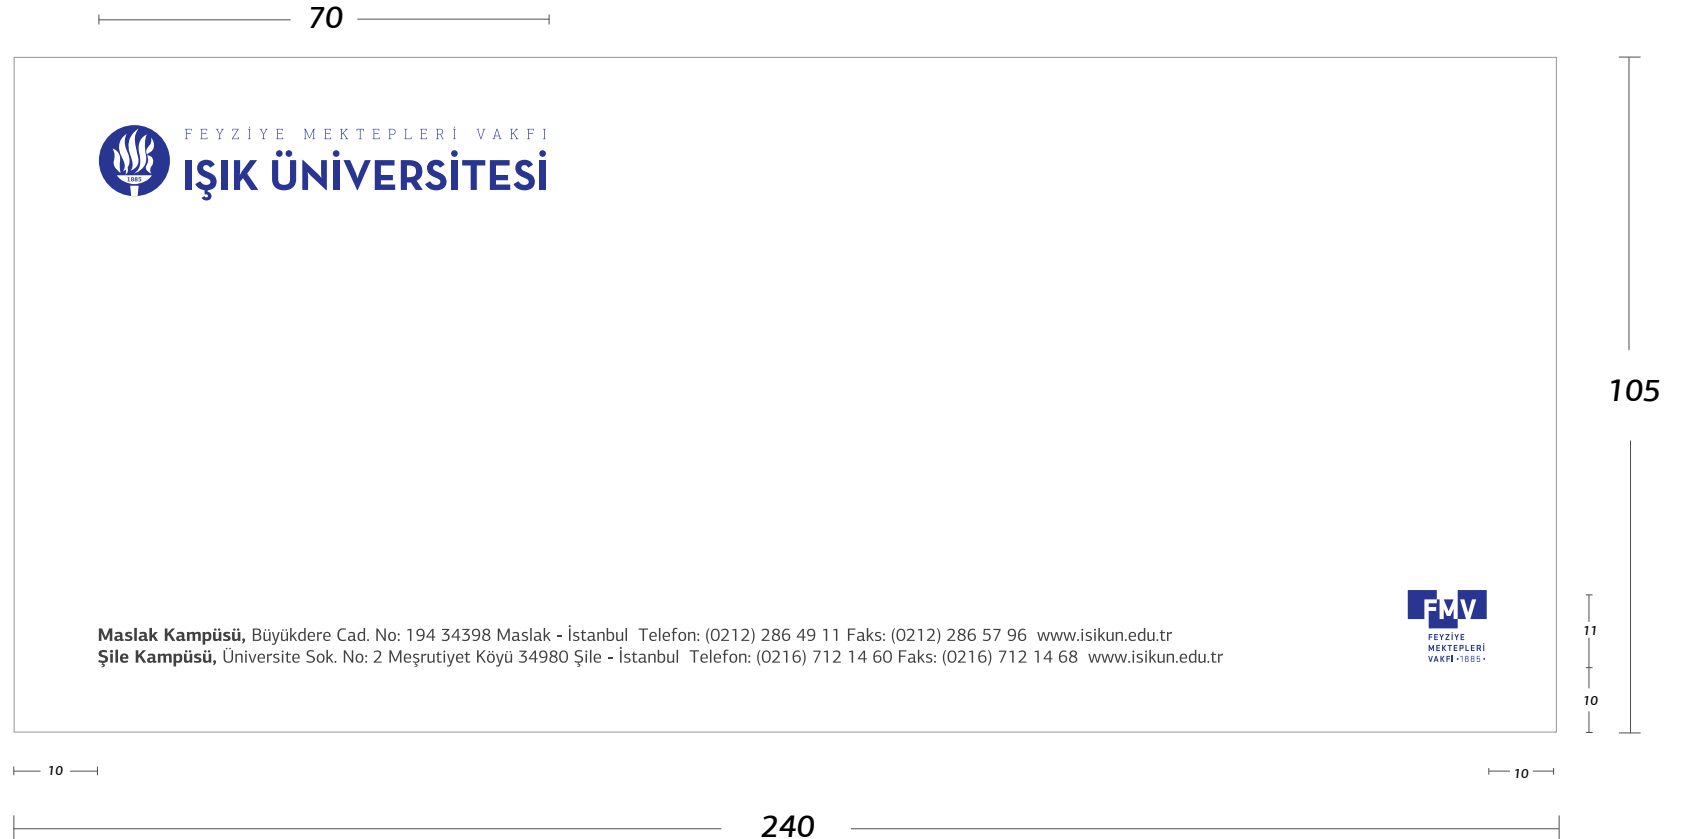 70
FEYZİYE MEKTEPLERİ VAKFI
IŞIK ÜNİVERSİTESİ
1885
105
FMV
FEYZİYE
MEKTEPLERİ
VAKFI •1885•
11
Maslak Kampüsü, Büyükdere Cad. No: 194 34398 Maslak - İstanbul Telefon: (0212) 286 49 11 Faks: (0212) 286 57 96 www.isikun.edu.tr
Şile Kampüsü, Üniversite Sok. No: 2 Meşrutiyet Köyü 34980 Şile - İstanbul Telefon: (0216) 712 14 60 Faks: (0216) 712 14 68 www.isikun.edu.tr
10
10
10
240